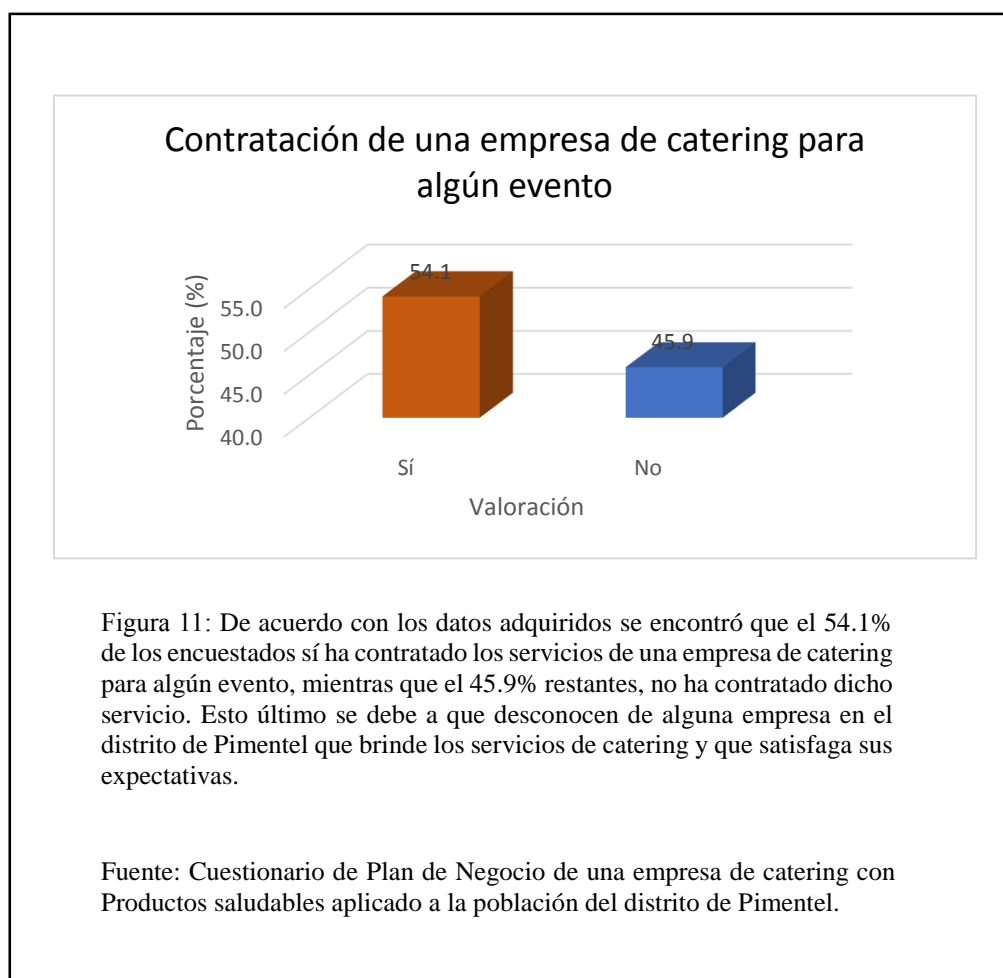 Contratación de una empresa de catering para
algún evento
Porcentaje (%)
55.0
50.0
45.0
40.0
54.1
45.9
Sí
No
Valoración
Figura 11: De acuerdo con los datos adquiridos se encontró que el 54.1%
de los encuestados sí ha contratado los servicios de una empresa de catering
para algún evento, mientras que el 45.9% restantes, no ha contratado dicho
servicio. Esto último se debe a que desconocen de alguna empresa en el
distrito de Pimentel que brinde los servicios de catering y que satisfaga sus
expectativas.
Fuente: Cuestionario de Plan de Negocio de una empresa de catering con
Productos saludables aplicado a la población del distrito de Pimentel.